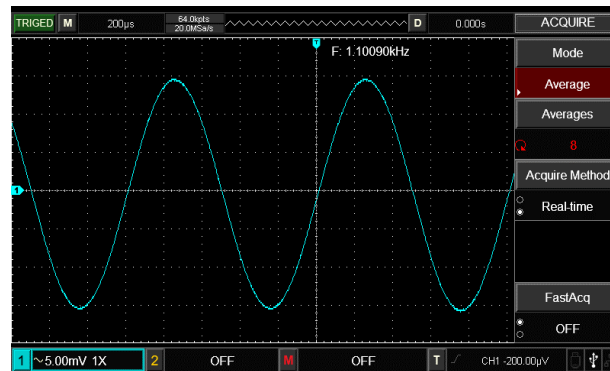 TRIGED M 200µs 64.0kpts D 0.000s ACQUIRE
20.0MSa/s
T
F: 1.10090kHz
Mode
Average
Averages
8
1
Acquire Method
Real-time
FastAcq
OFF
1 ~5.00mV 1X 2 OFF M OFF T CH1 -200.00µV